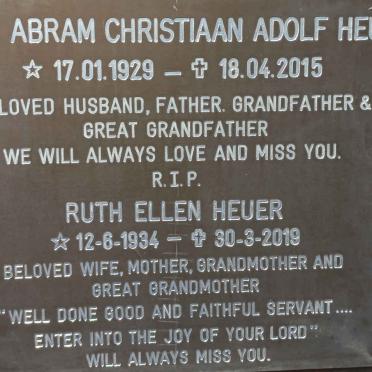 ABRAM CHRISTIAAN ADOLF HE
☆ 17.01.1929 – ✝ 18.04.2015
LOVED HUSBAND, FATHER. GRANDFATHER &
GREAT GRANDFATHER
WE WILL ALWAYS LOVE AND MISS YOU.
R.I.P.
RUTH ELLEN HEUER
☆ 12-6-1934 – ✝ 30-3-2019
BELOVED WIFE, MOTHER, GRANDMOTHER AND
GREAT GRANDMOTHER
"WELL DONE GOOD AND FAITHFUL SERVANT....
ENTER INTO THE JOY OF YOUR LORD"
WILL ALWAYS MISS YOU.